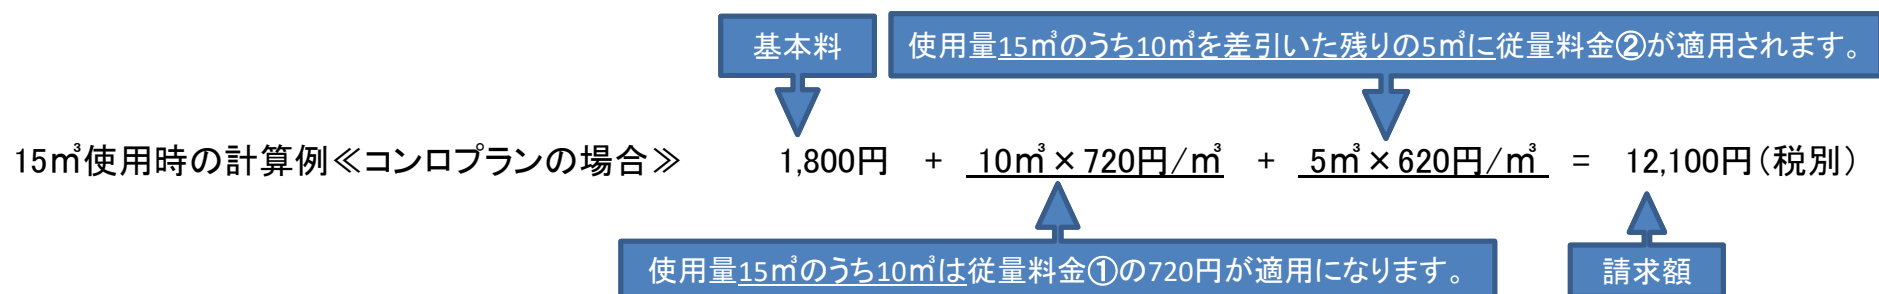 基本料
使用量15㎥のうち10㎥を差引いた残りの5㎥に従量料金②が適用されます。
15㎥使用時の計算例≪コンロプランの場合≫ 1,800円 + 10㎥×720円/㎥ + 5㎥×620円/㎥ = 12,100円(税別)
使用量15㎥のうち10㎥は従量料金①の720円が適用になります。
請求額